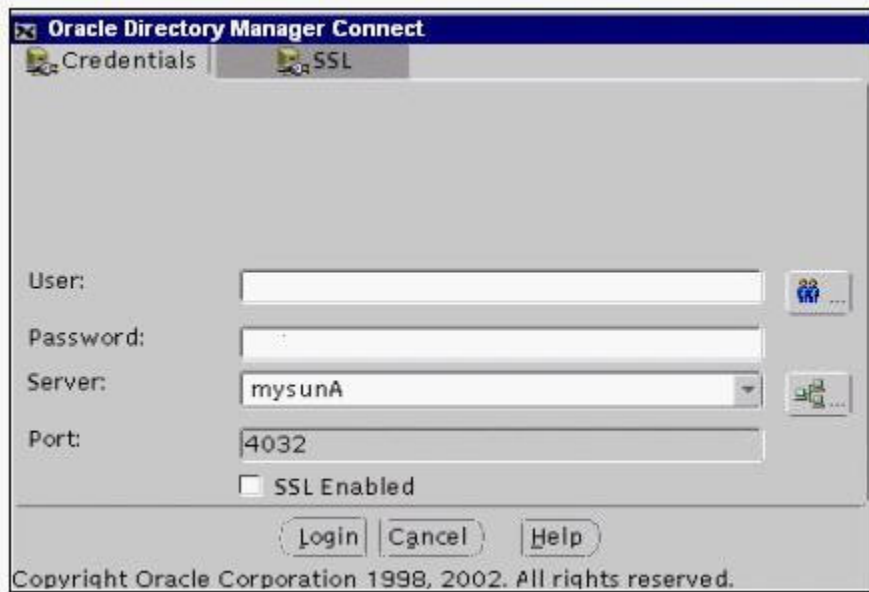 Oracle Directory Manager Connect
Credentials SSL
User:
...
Password:
Server: mysunA
...
Port: 4032
SSL Enabled
Login Cancel Help
Copyright Oracle Corporation 1998, 2002. All rights reserved.